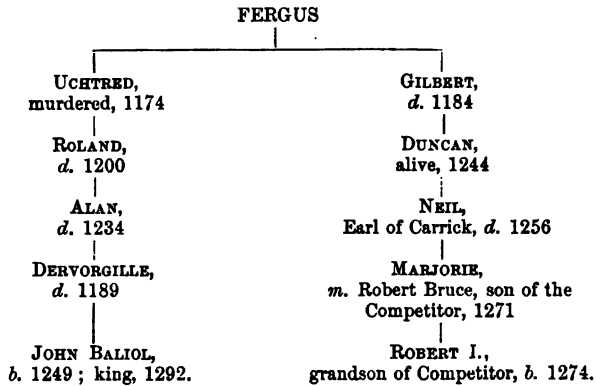 FERGUS
UCHTRED,
murdered, 1174
ROLAND,
d. 1200
ALAN,
d. 1234
DERVORGILLE,
d. 1189
JOHN BALIOL,
b. 1249 ; king, 1292.
GILBERT,
d. 1184
DUNCAN,
alive, 1244
NEIL,
Earl of Carrick, d. 1256
MARJORIE,
m. Robert Bruce, son of the
Competitor, 1271
ROBERT I.,
grandson of Competitor, b. 1274.